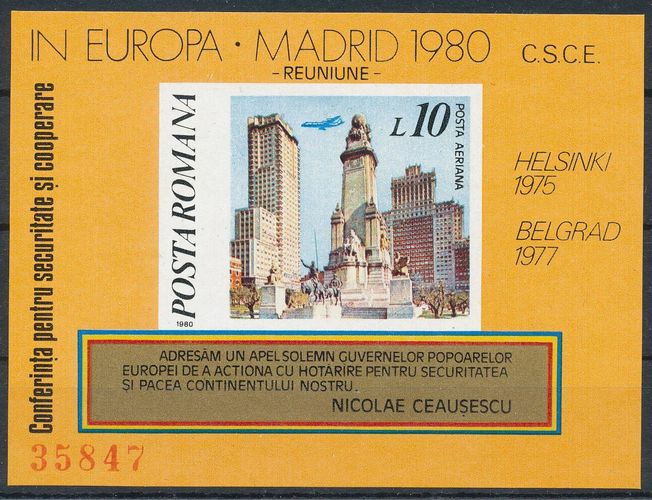 Conferința pentru securitate și cooperare
IN EUROPA · MADRID 1980
- REUNIUNE -
C.S.C.E.
POSTA ROMANA
1980
L10
POSTA AERIANA
HELSINKI
1975
BELGRAD
1977
ADRESĂM UN APEL SOLEMN GUVERNELOR POPOARELOR
EUROPEI DE A ACTIONA CU HOTĂRÎRE PENTRU SECURITATEA
ȘI PACEA CONTINENTULUI NOSTRU.
NICOLAE CEAUȘESCU
35847